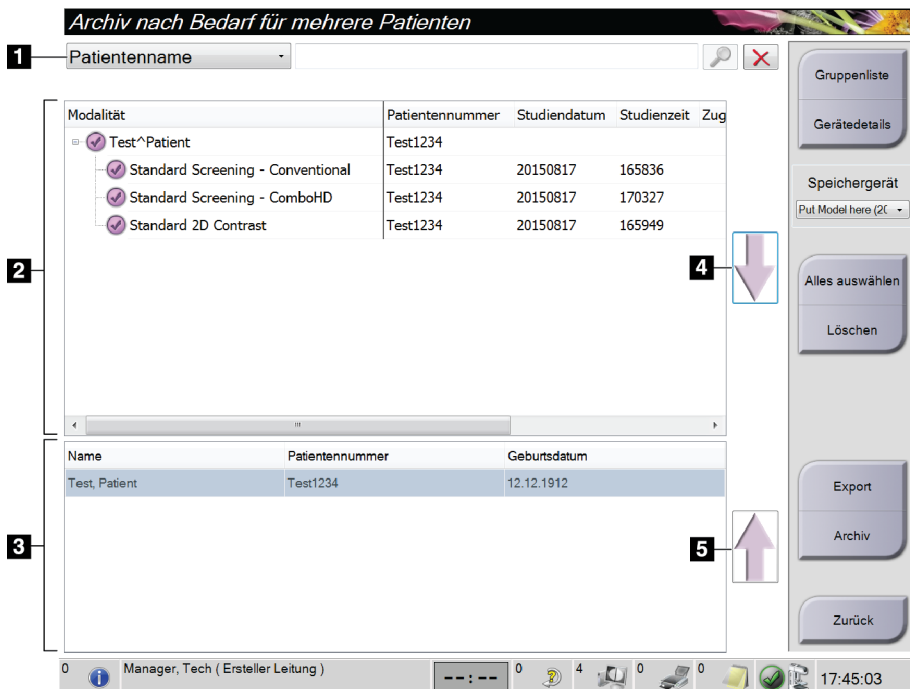 Archiv nach Bedarf für mehrere Patienten
1
Patientenname
Gruppenliste
Gerätedetails
Speichergerät
Put Model here (2(
2
Modalität Patientennummer Studiendatum Studienzeit Zug
Test^Patient Test1234
Standard Screening - Conventional Test1234 20150817 165836
Standard Screening - ComboHD Test1234 20150817 170327
Standard 2D Contrast Test1234 20150817 165949
4
Alles auswählen
Löschen
3
Name Patientennummer Geburtsdatum
Test, Patient Test1234 12.12.1912
5
Export
Archiv
Zurück
0 Manager, Tech ( Ersteller Leitung ) --:-- 0 4 0 0 17:45:03